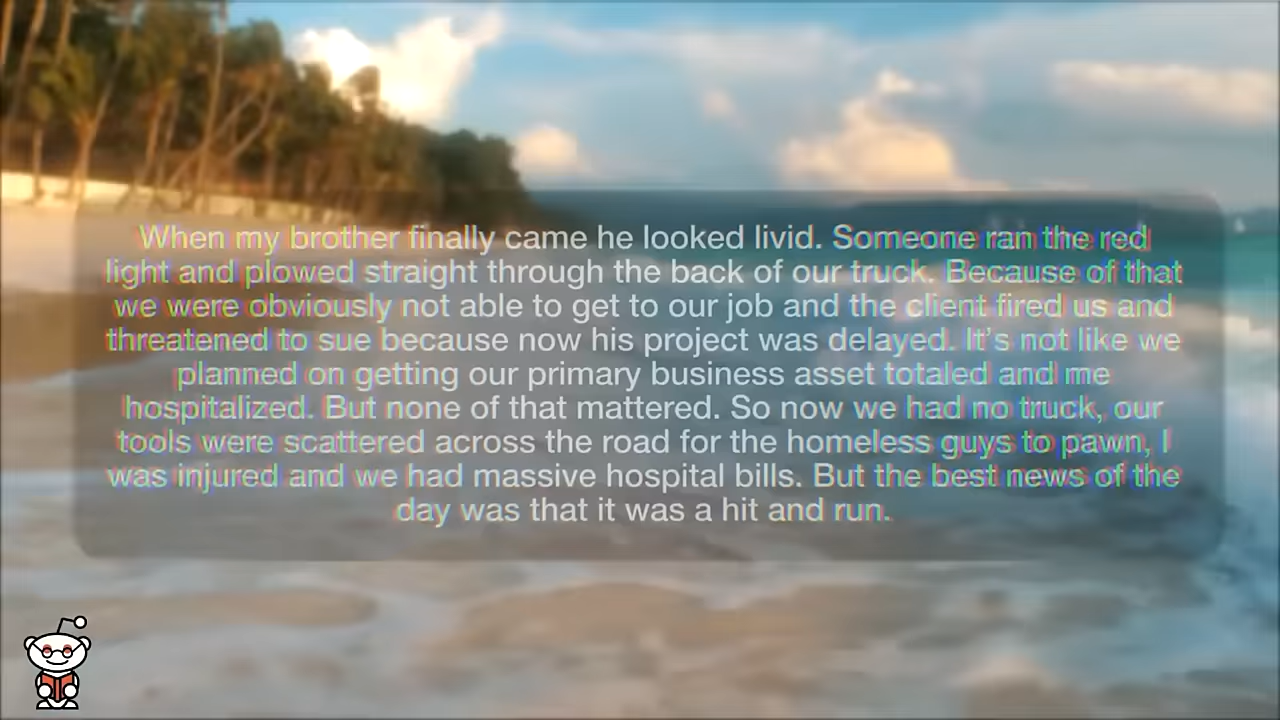 When my brother finally came he looked livid. Someone ran the red
light and plowed straight through the back of our truck. Because of that
we were obviously not able to get to our job and the client fired us and
threatened to sue because now his project was delayed. It’s not like we
planned on getting our primary business asset totaled and me
hospitalized. But none of that mattered. So now we had no truck, our
tools were scattered across the road for the homeless guys to pawn, I
was injured and we had massive hospital bills. But the best news of the
day was that it was a hit and run.